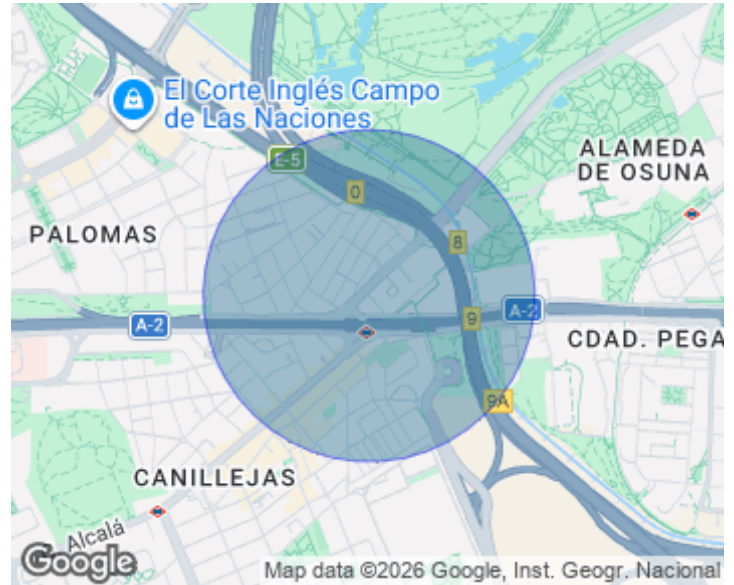 El Corte Inglés Campo
de Las Naciones
E-5
0
ALAMEDA
DE OSUNA
PALOMAS
8
A-2
9
A-2
CDAD. PEGA
9A
CANILLEJAS
Alcalá
Google
Map data ©2026 Google, Inst. Geogr. Nacional